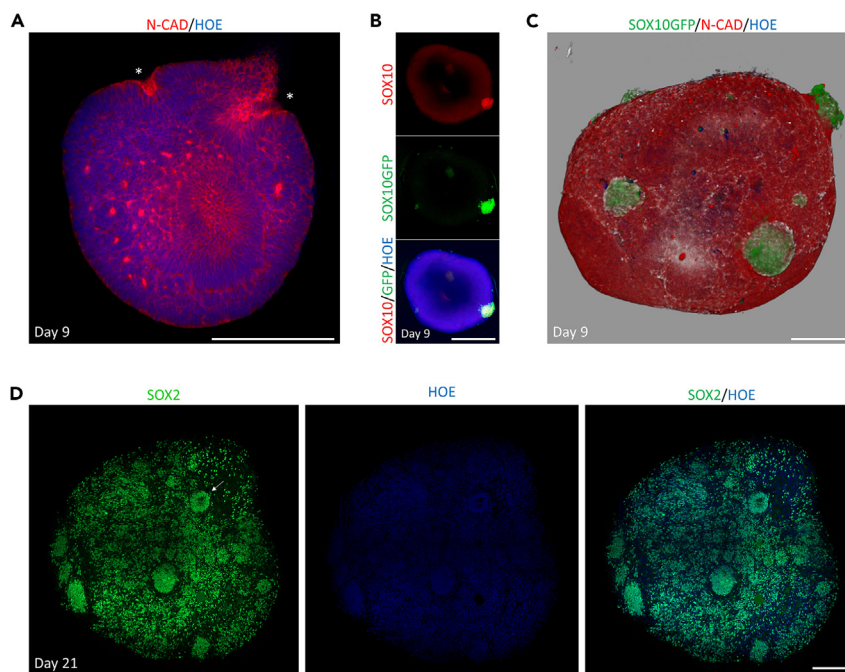 A
N-CAD/HOE
*
*
Day 9
B
SOX10
SOX10GFP
SOX10/GFP/HOE
Day 9
C
SOX10GFP/N-CAD/HOE
Day 9
D
SOX2
HOE
SOX2/HOE
Day 21